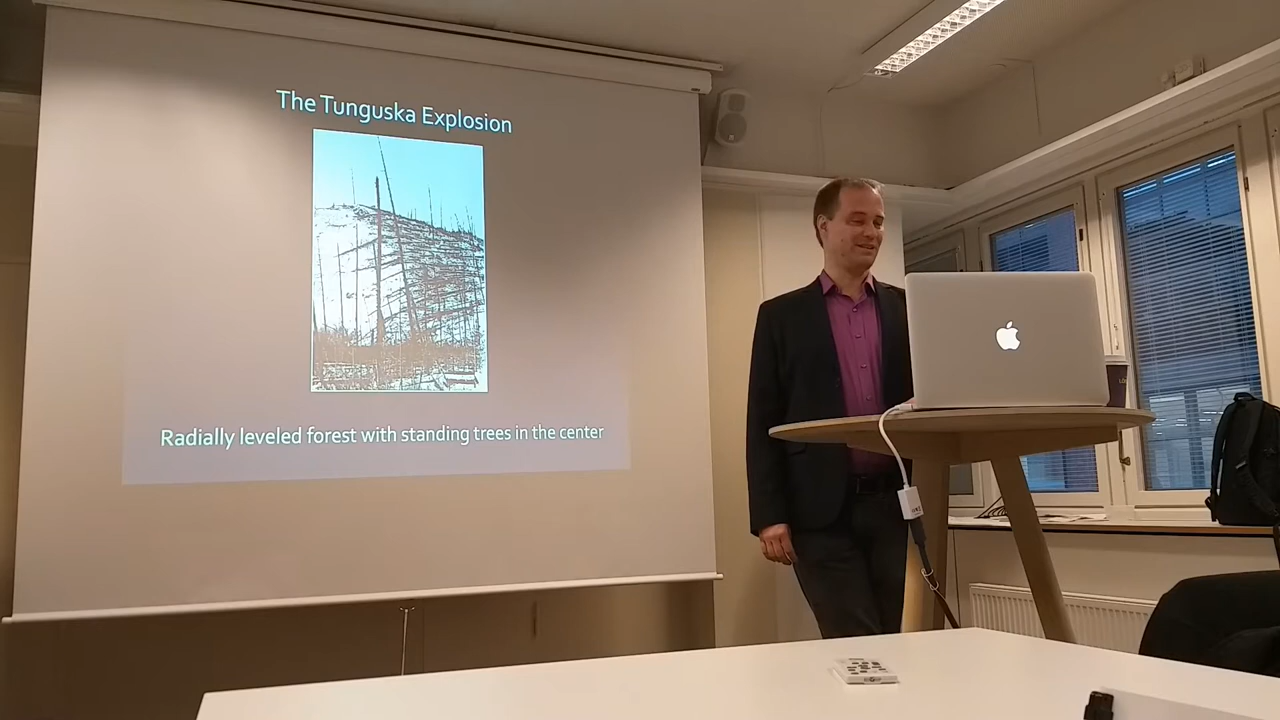 The Tunguska Explosion
Radially leveled forest with standing trees in the center